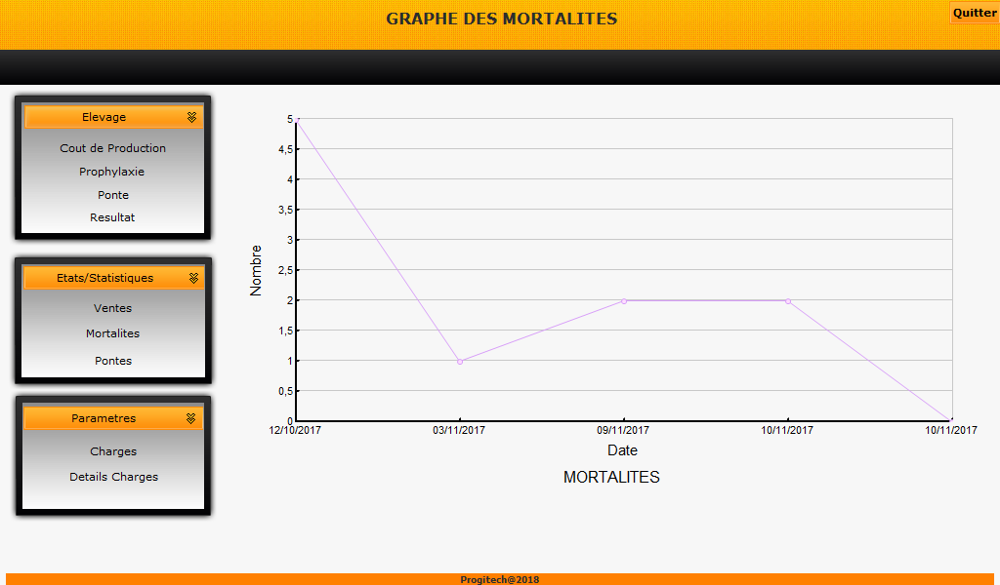 GRAPHE DES MORTALITES
Quitter
Elevage
Cout de Production
Prophylaxie
Ponte
Resultat
Etats/Statistiques
Ventes
Mortalites
Pontes
Parametres
Charges
Details Charges
Nombre
5
4,5
4
3,5
3
2,5
2
1,5
1
0,5
0
12/10/2017 03/11/2017 09/11/2017 10/11/2017 10/11/2017
Date
MORTALITES
Progitech@2018